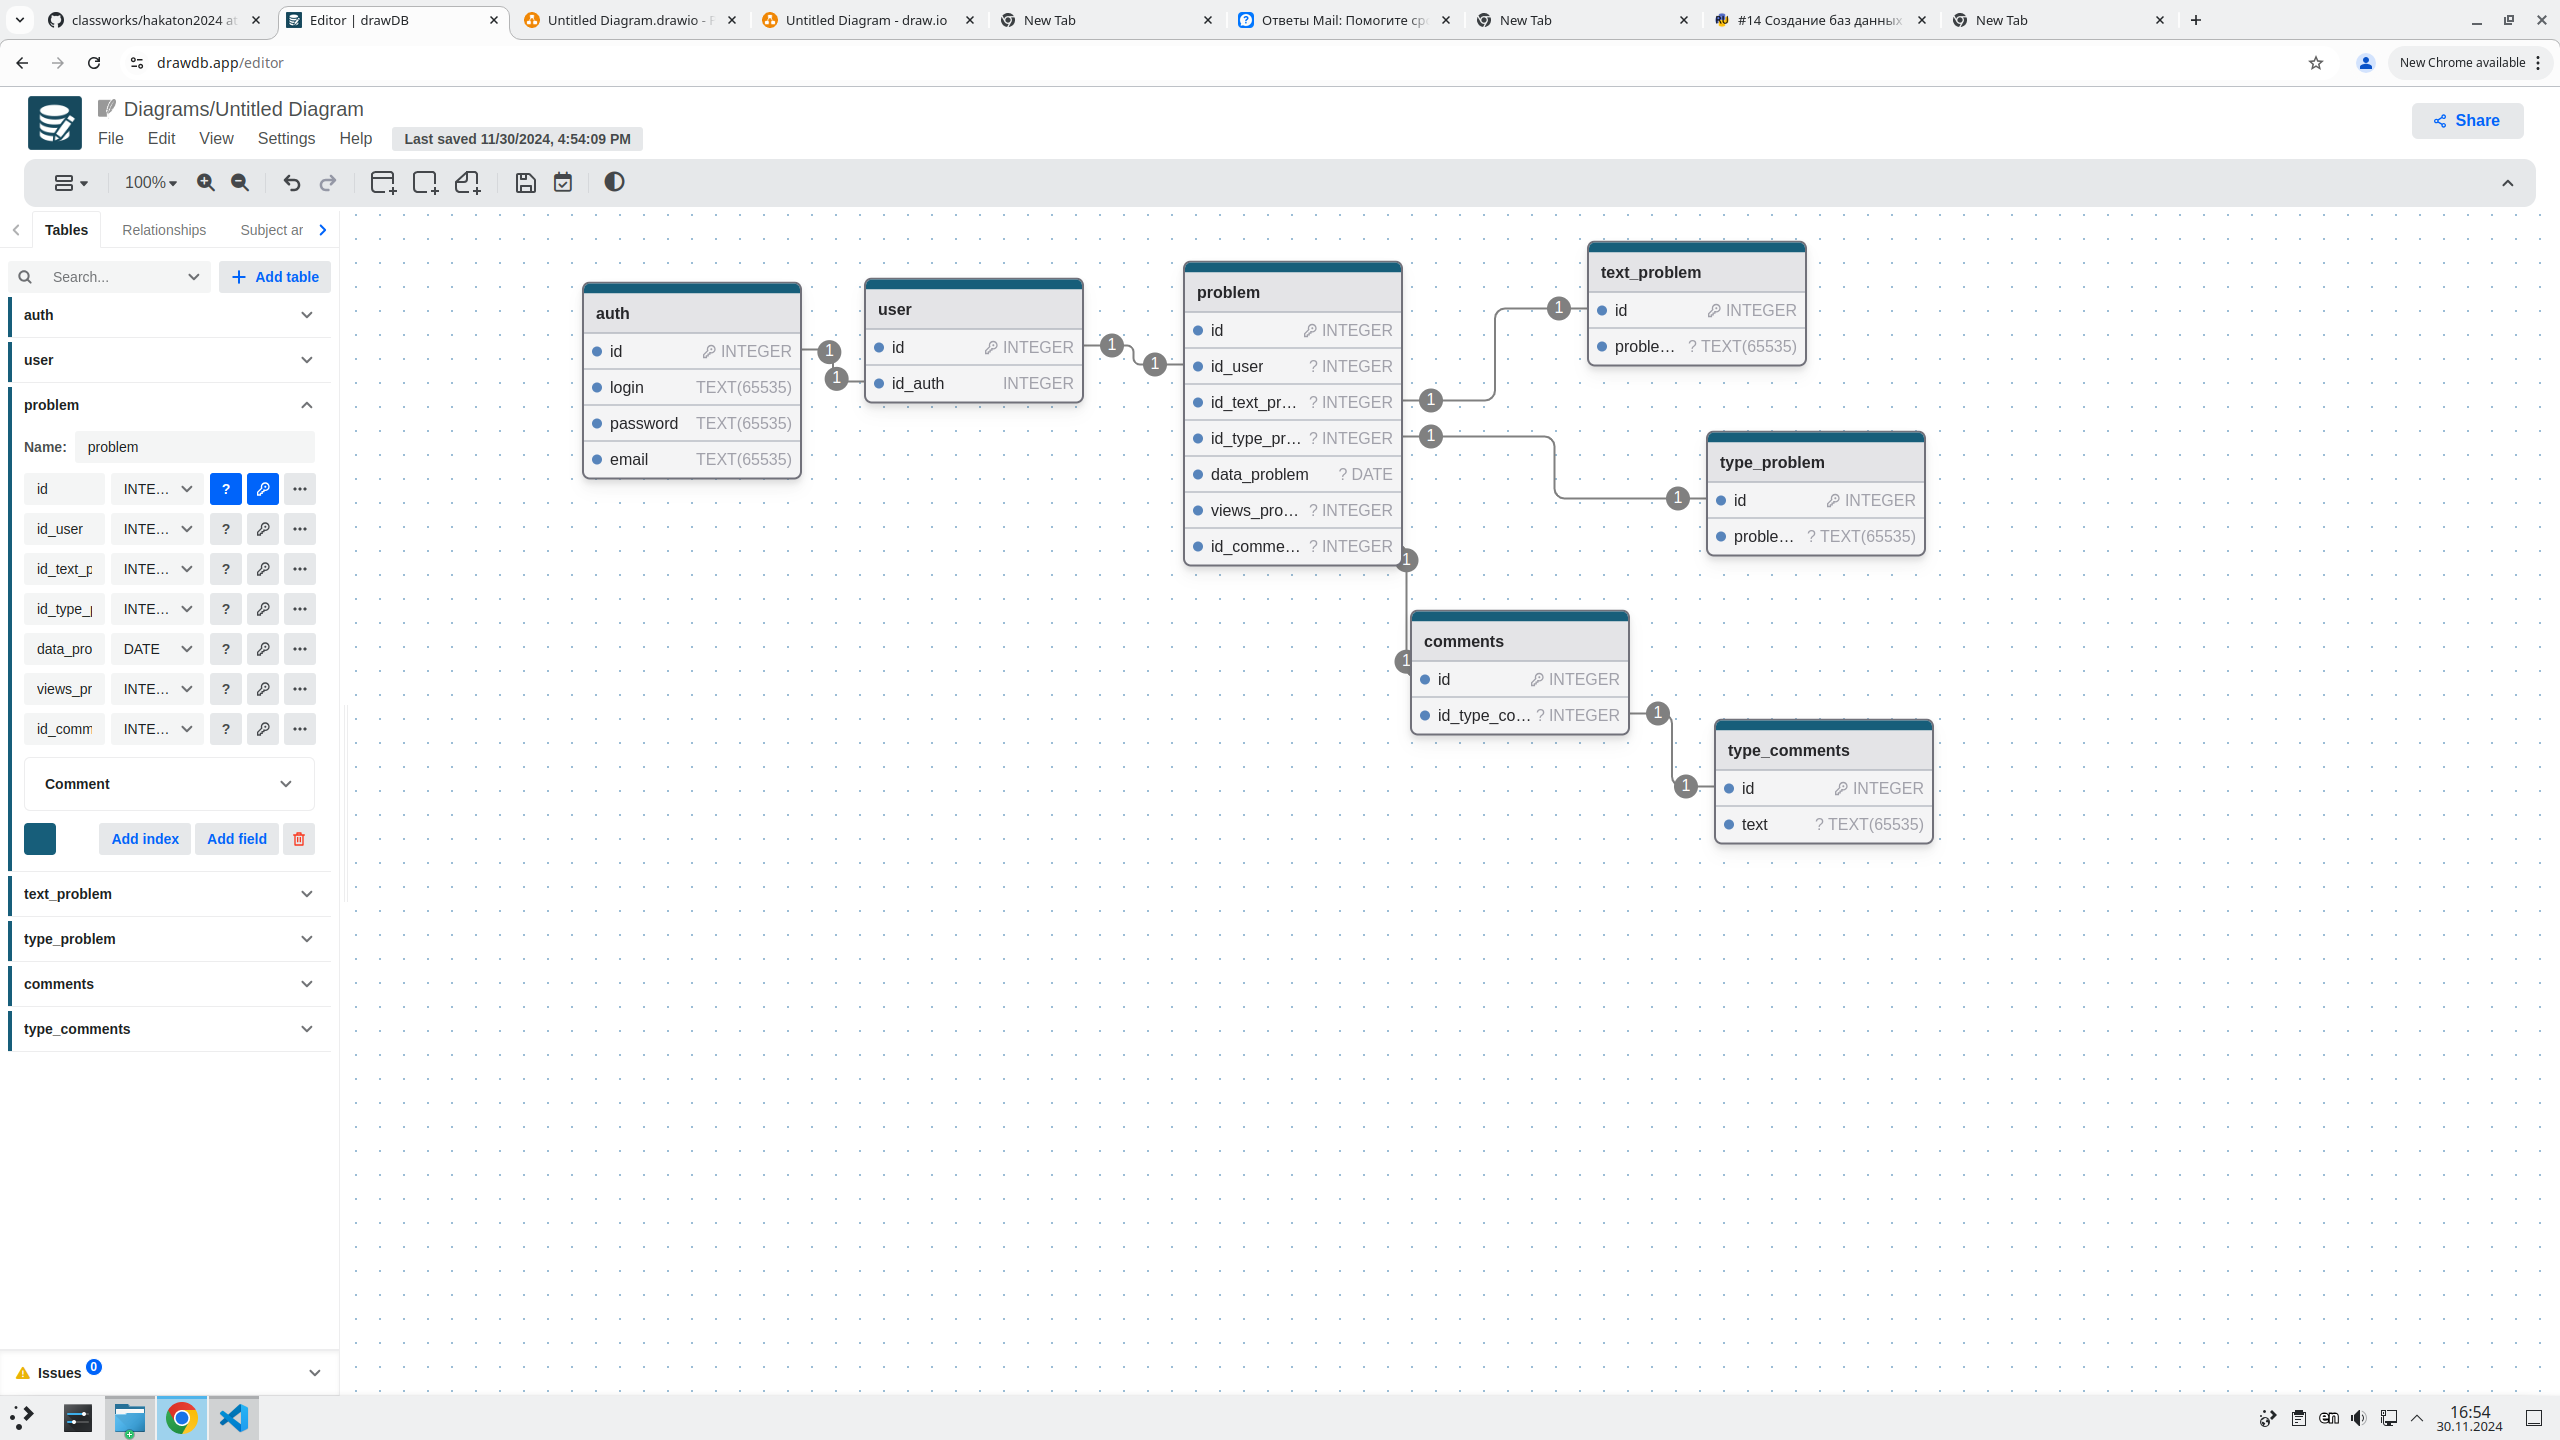 classworks/hakaton2024 at
Editor | drawDB
Untitled Diagram.drawio - F
Untitled Diagram - draw.io
New Tab
Ответы Mail: Помогите ср
New Tab
#14 Создание баз данных
New Tab
drawdb.app/editor
New Chrome available
Diagrams/Untitled Diagram
File Edit View Settings Help Last saved 11/30/2024, 4:54:09 PM
Share
100%
Tables Relationships Subject ar
Search... Add table
auth
user
problem
Name: problem
id INTE... ?
id_user INTE... ?
id_text_p INTE... ?
id_type_p INTE... ?
data_pro DATE ?
views_pr INTE... ?
id_comm INTE... ?
Comment
Add index Add field
text_problem
type_problem
comments
type_comments
Issues 0
auth
id INTEGER
login TEXT(65535)
password TEXT(65535)
email TEXT(65535)
1
1
user
id INTEGER
id_auth INTEGER
1
1
problem
id INTEGER
id_user ? INTEGER
id_text_pr... ? INTEGER
id_type_pr... ? INTEGER
data_problem ? DATE
views_pro... ? INTEGER
id_comme... ? INTEGER
1
1
1
1
text_problem
id INTEGER
proble... ? TEXT(65535)
1
type_problem
id INTEGER
proble... ? TEXT(65535)
1
comments
id INTEGER
id_type_co... ? INTEGER
1
1
type_comments
id INTEGER
text ? TEXT(65535)
en
16:54
30.11.2024